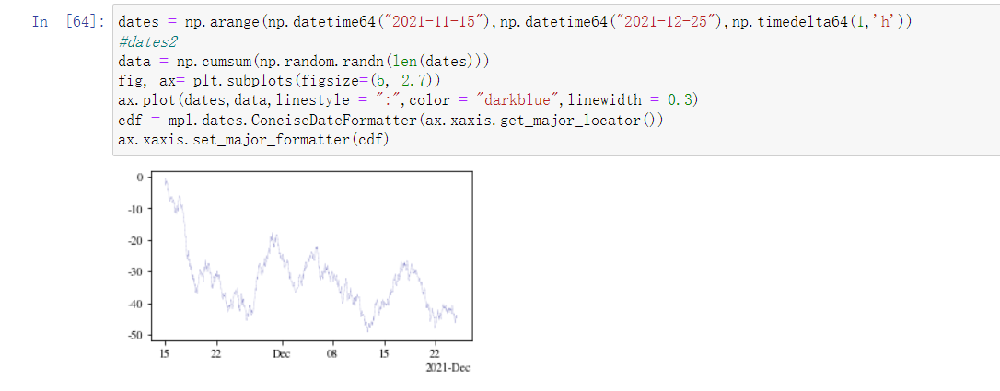 In [64]: dates = np.arange(np.datetime64("2021-11-15"),np.datetime64("2021-12-25"),np.timedelta64(1,'h'))
#dates2
data = np.cumsum(np.random.randn(len(dates)))
fig, ax= plt.subplots(figsize=(5, 2.7))
ax.plot(dates,data,linestyle = ":",color = "darkblue",linewidth = 0.3)
cdf = mpl.dates.ConciseDateFormatter(ax.xaxis.get_major_locator())
ax.xaxis.set_major_formatter(cdf)
0
-10
-20
-30
-40
-50
15 22 Dec 08 15 22
2021-Dec